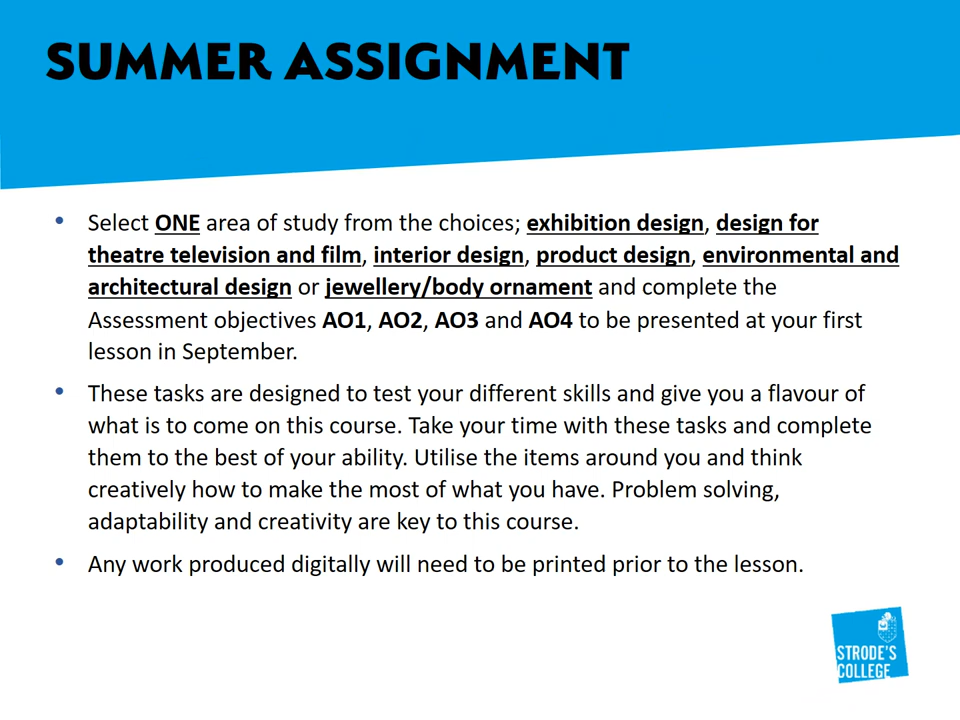 SUMMER ASSIGNMENT
• Select ONE area of study from the choices; exhibition design, design for
theatre television and film, interior design, product design, environmental and
architectural design or jewellery/body ornament and complete the
Assessment objectives AO1, AO2, AO3 and AO4 to be presented at your first
lesson in September.
• These tasks are designed to test your different skills and give you a flavour of
what is to come on this course. Take your time with these tasks and complete
them to the best of your ability. Utilise the items around you and think
creatively how to make the most of what you have. Problem solving,
adaptability and creativity are key to this course.
• Any work produced digitally will need to be printed prior to the lesson.
STRODE'S
COLLEGE